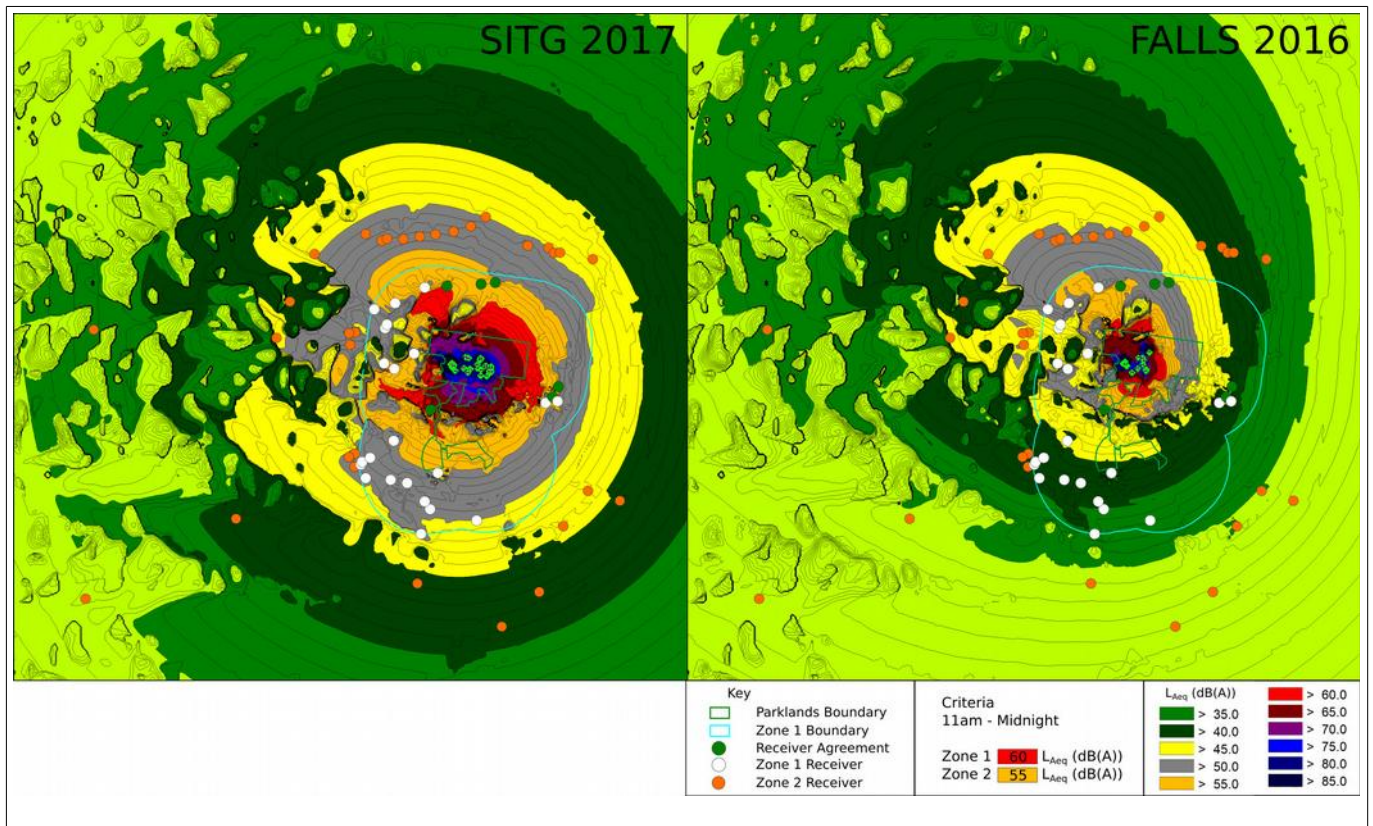 SITG 2017
FALLS 2016
Key
Parklands Boundary
Zone 1 Boundary
Receiver Agreement
Zone 1 Receiver
Zone 2 Receiver
Criteria
11am - Midnight
Zone 1 60 LAeq (dB(A))
Zone 2 55 LAeq (dB(A))
LAeq (dB(A))
> 35.0
> 40.0
> 45.0
> 50.0
> 55.0
> 60.0
> 65.0
> 70.0
> 75.0
> 80.0
> 85.0